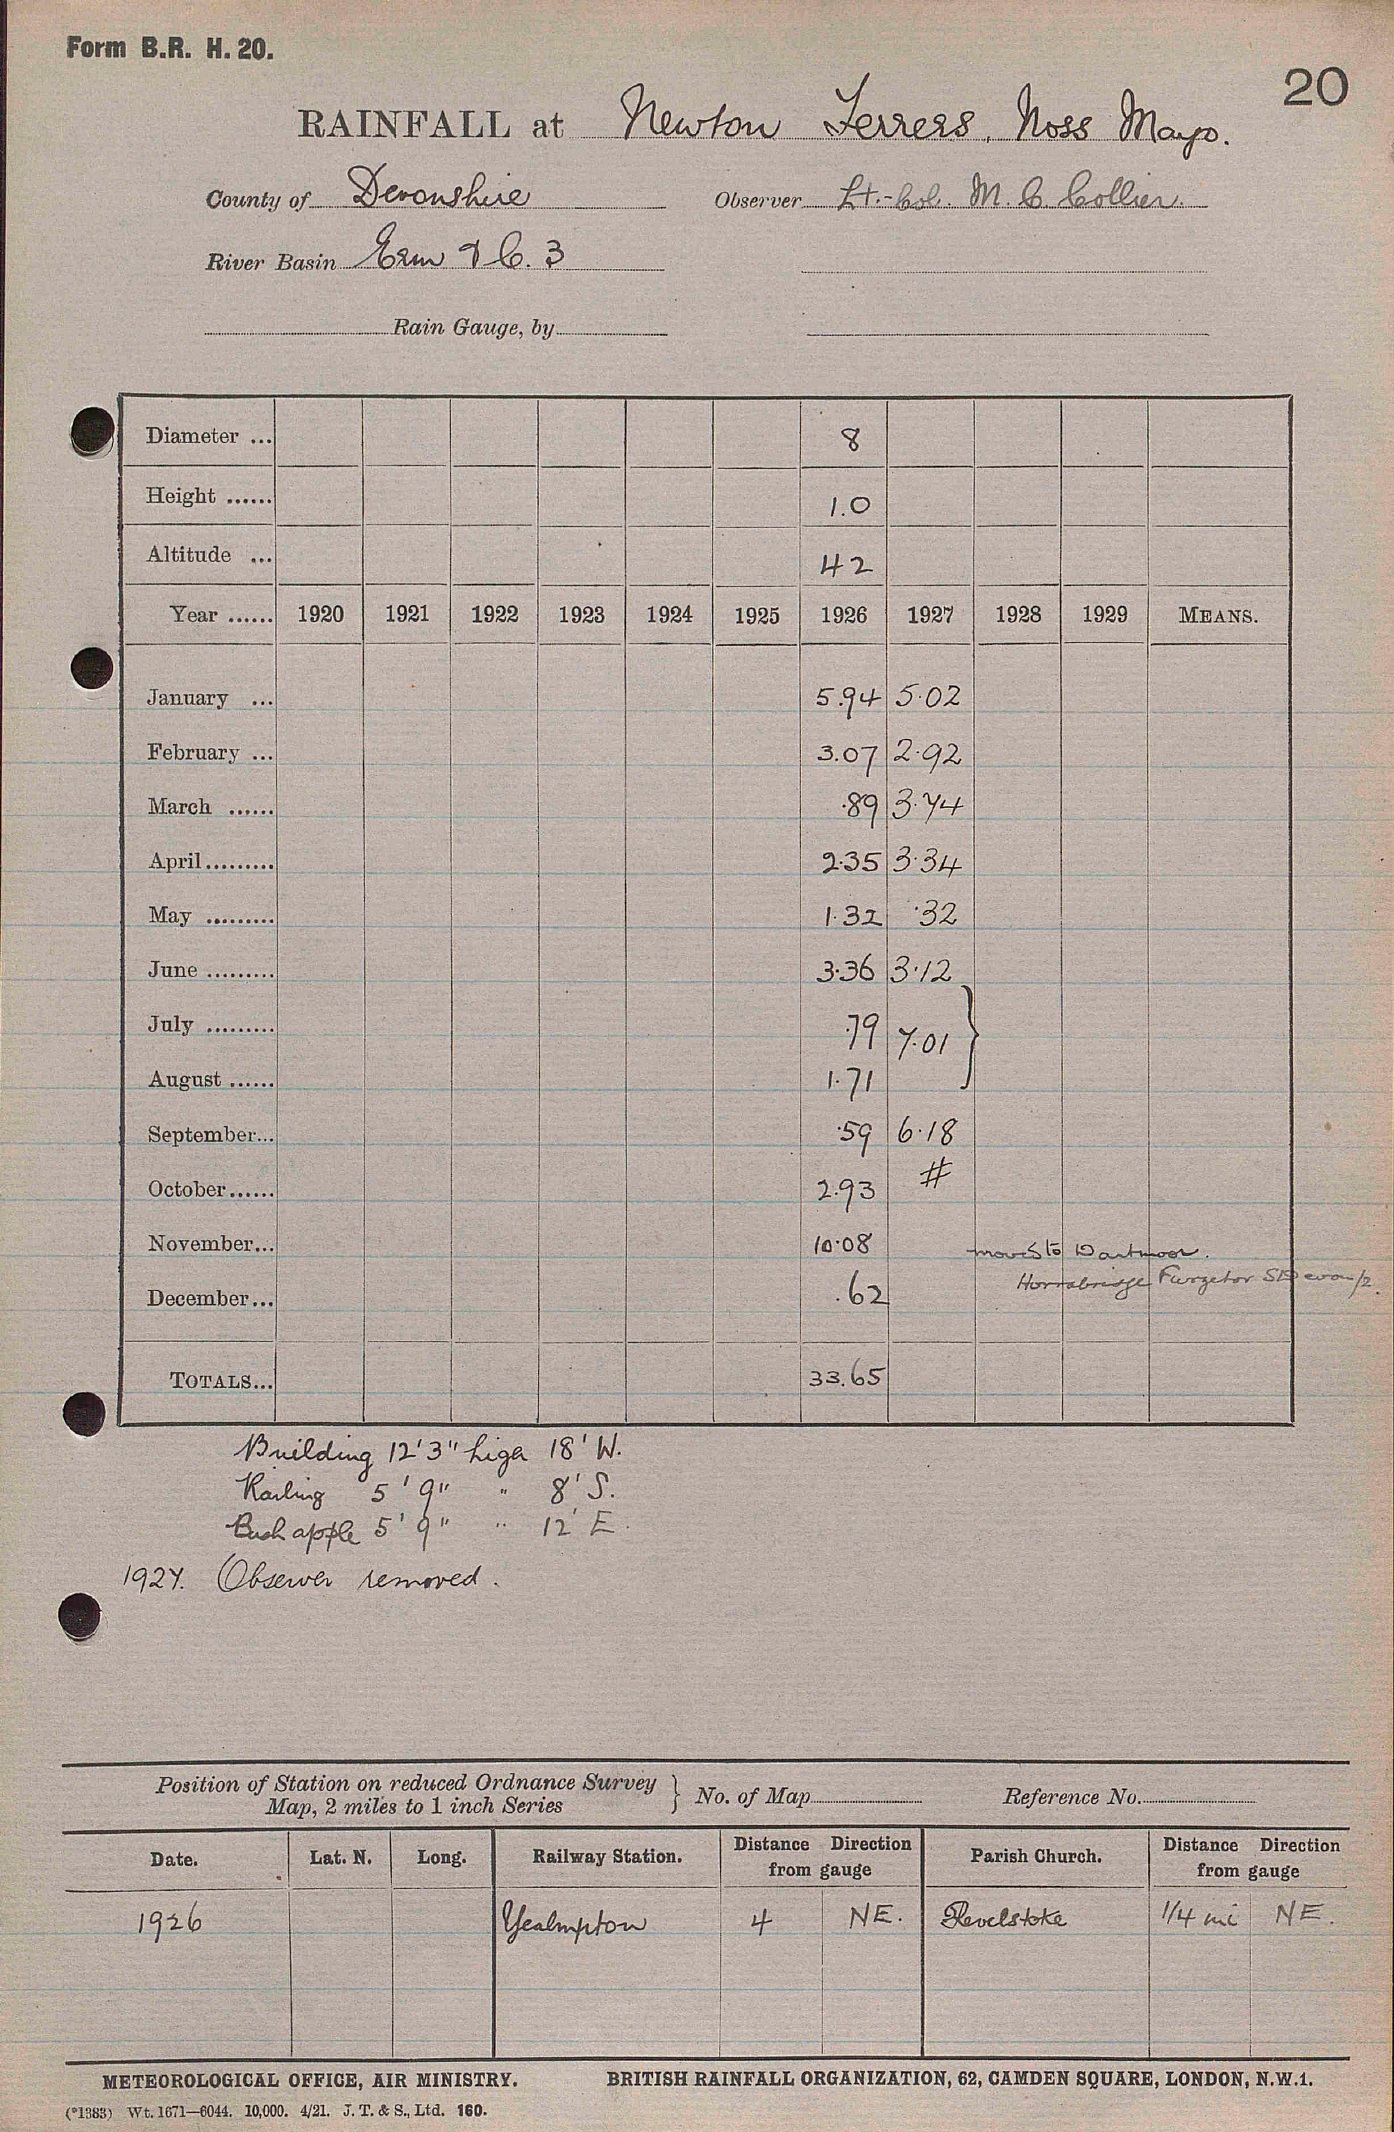 Form B.R. H. 20.
20
RAINFALL at Newton Ferrers, Noss Mayo.
County of Devonshire Observer Lt.-Col. M. C. Collier.
River Basin Erm & C. 3
Rain Gauge, by
Diameter ... 8
Height ...... 1.0
Altitude ... 42
Year ...... 1920 1921 1922 1923 1924 1925 1926 1927 1928 1929 MEANS.
January ... 5.94 5.02
February ... 3.07 2.92
March ...... .89 3.74
April......... 2.35 3.34
May ......... 1.32 .32
June ......... 3.36 3.12
July ......... .79 7.01 }
August ...... 1.71
September... .59 6.18
October...... 2.93 #
November... 10.08 moves to Dartmoor.
December... .62 Horrabridge Furzetor S Devon/2.
TOTALS... 33.65
Building 12'3" high 18' W.
Railing 5'9" " 8' S.
Bush apple 5'9" " 12' E.
1927. Observer removed.
Position of Station on reduced Ordnance Survey
Map, 2 miles to 1 inch Series } No. of Map Reference No.
Date. Lat. N. Long. Railway Station. Distance Direction from gauge Parish Church. Distance Direction from gauge
1926 Yealmpton 4 NE. Revelstoke 1/4 mi NE.
METEOROLOGICAL OFFICE, AIR MINISTRY. BRITISH RAINFALL ORGANIZATION, 62, CAMDEN SQUARE, LONDON, N.W.1.
(*1383) Wt. 1671—6044. 10,000. 4/21. J. T. & S., Ltd. 160.